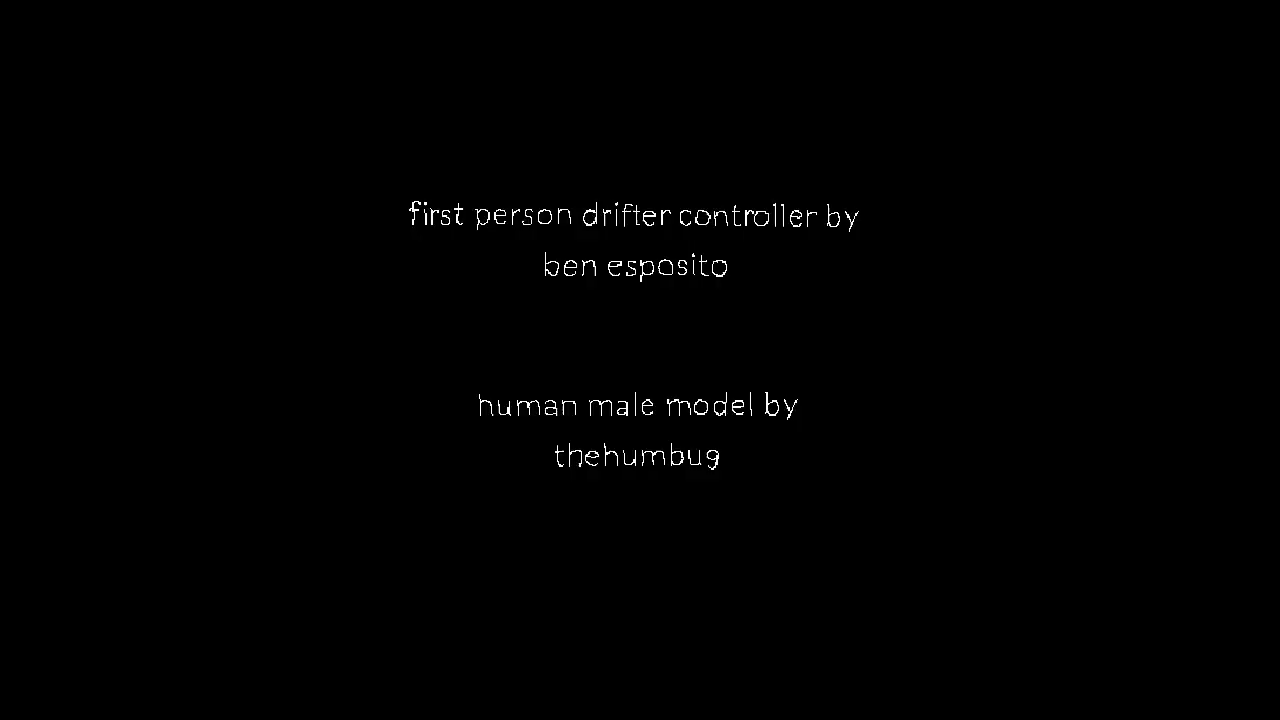 first person drifter controller by
ben esposito
human male model by
thehumbug